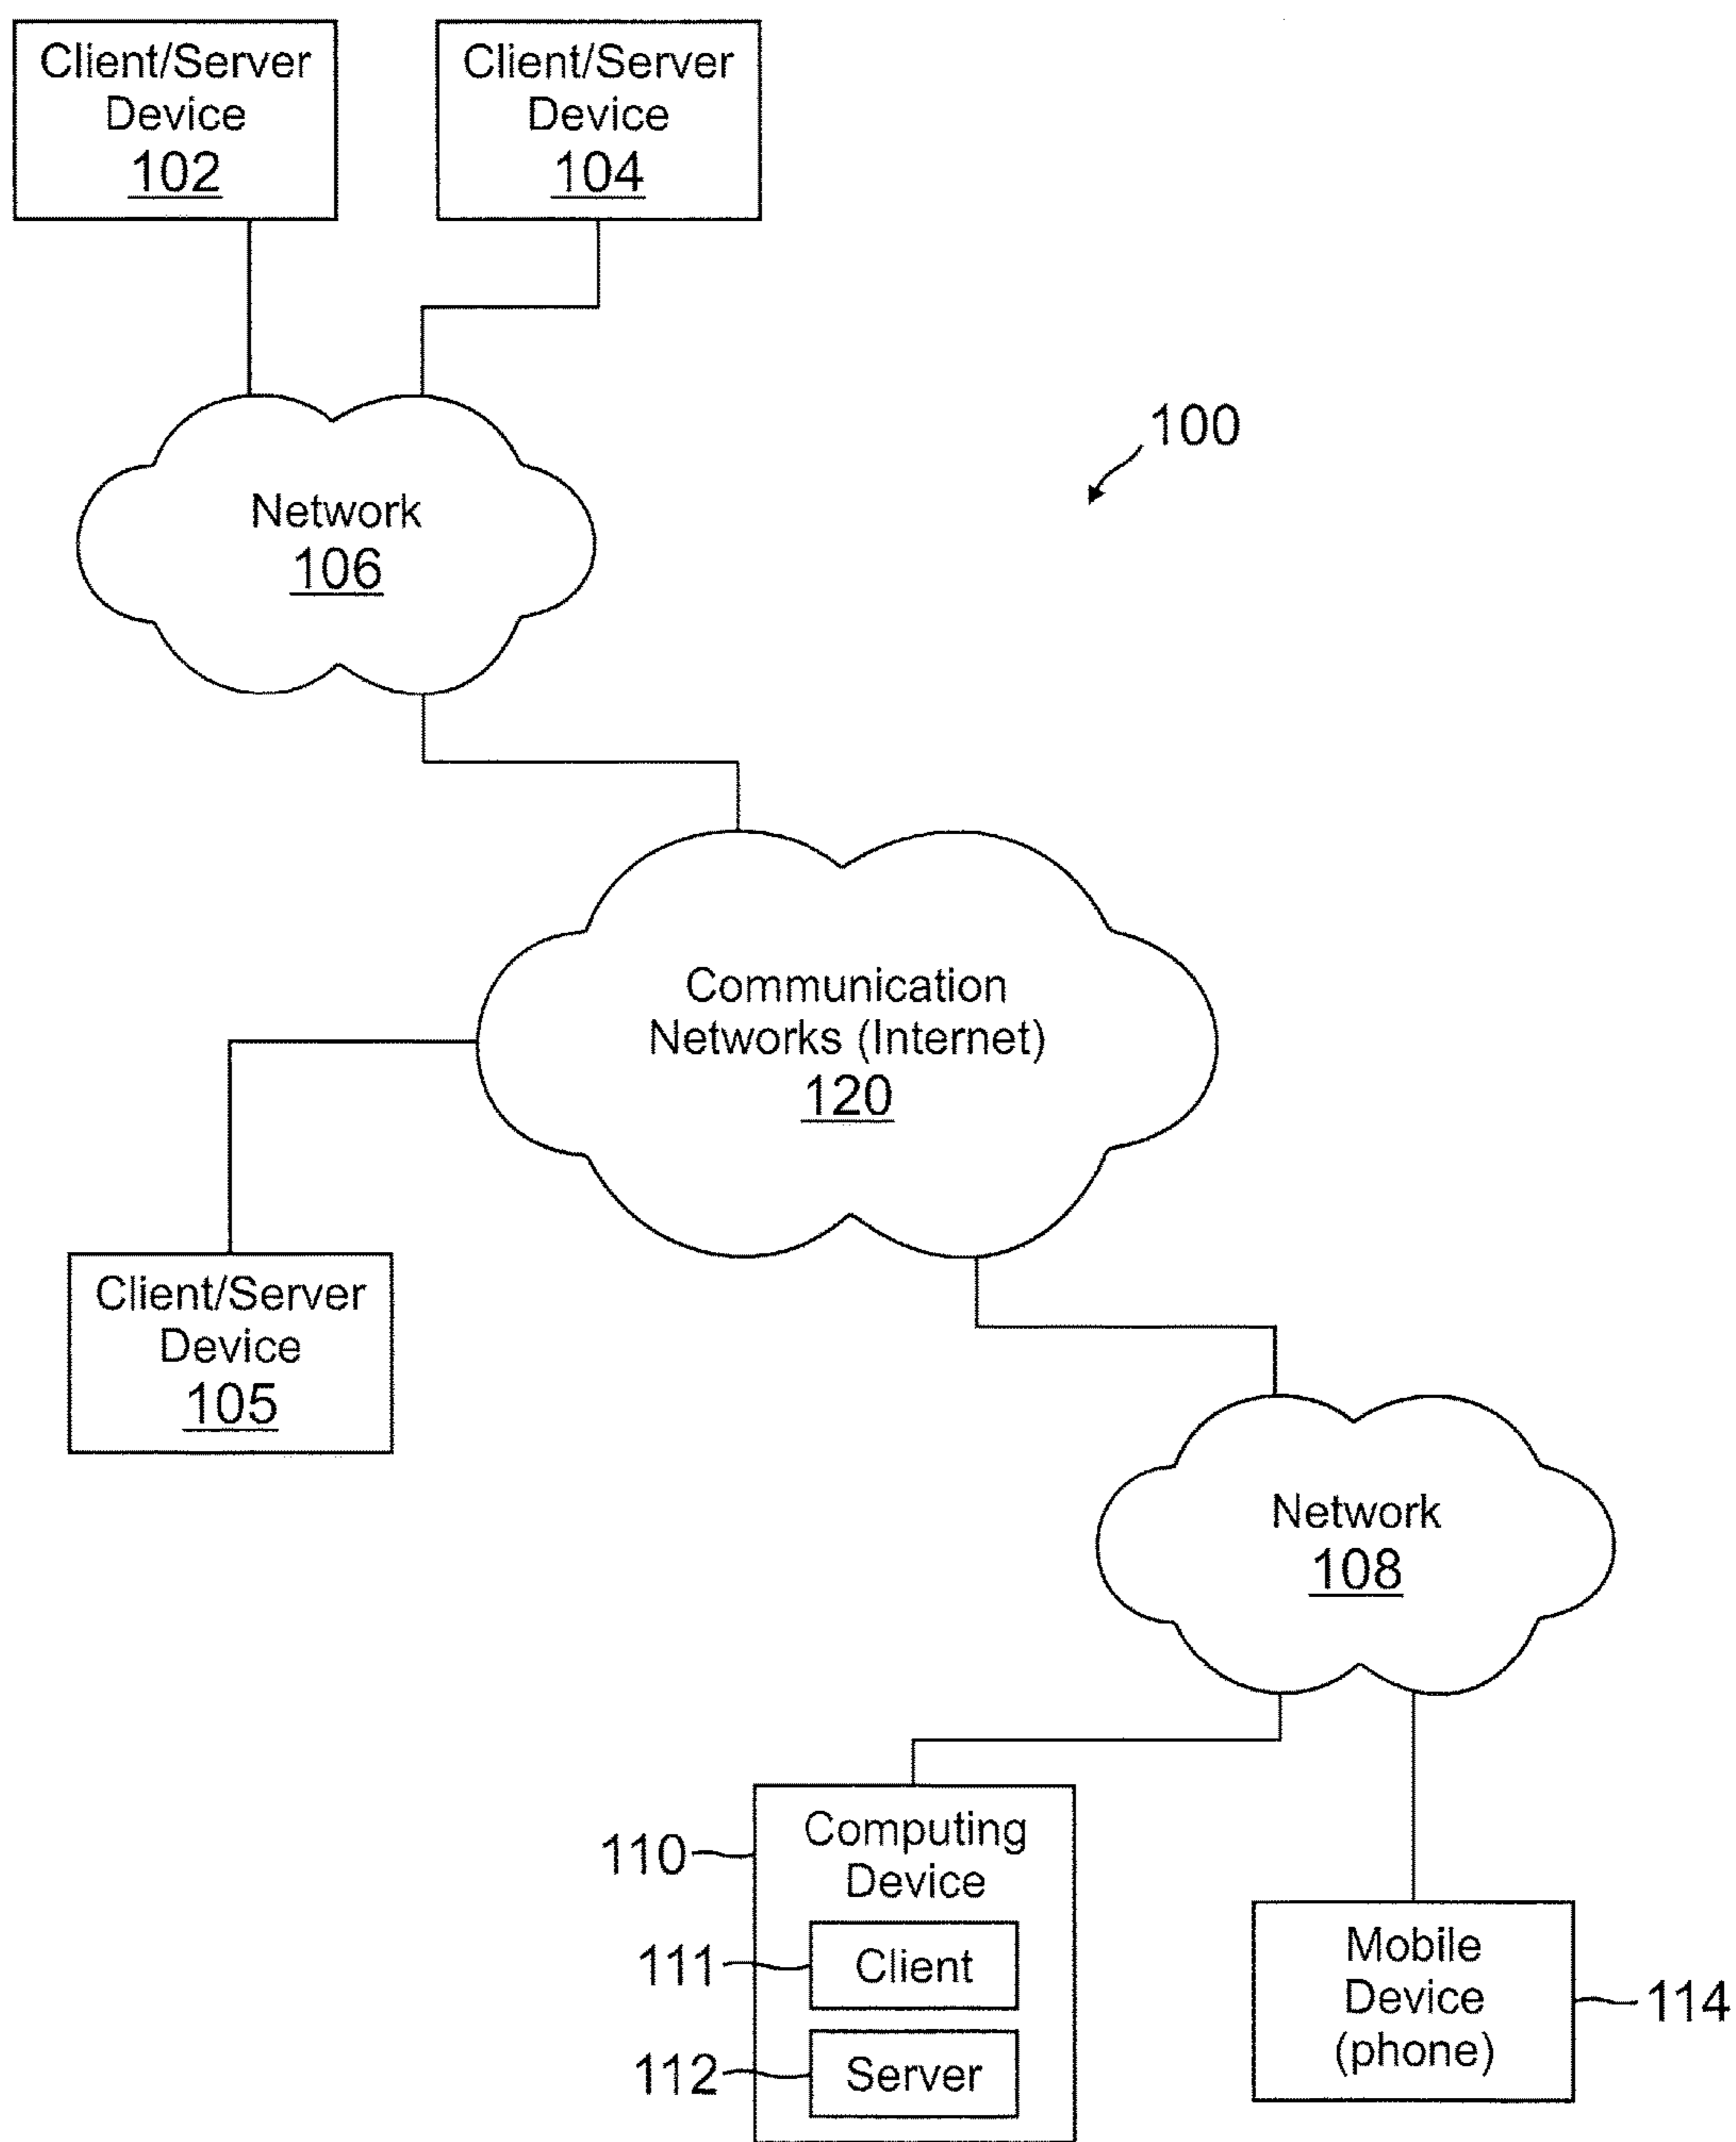 Client/Server
Device
102
Client/Server
Device
104
100
Network
106
Communication
Networks (Internet)
120
Client/Server
Device
105
Network
108
110
Computing
Device
111
Client
112
Server
Mobile
Device
(phone)
114